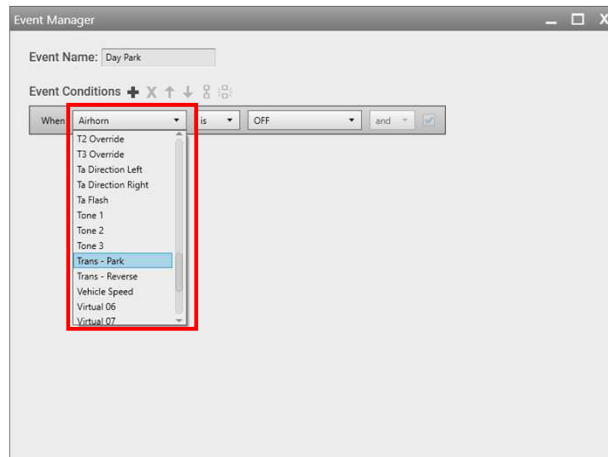 Event Manager
Event Name: Day Park
Event Conditions
When Airhorn is OFF and
T2 Override
T3 Override
Ta Direction Left
Ta Direction Right
Ta Flash
Tone 1
Tone 2
Tone 3
Trans - Park
Trans - Reverse
Vehicle Speed
Virtual 06
Virtual 07